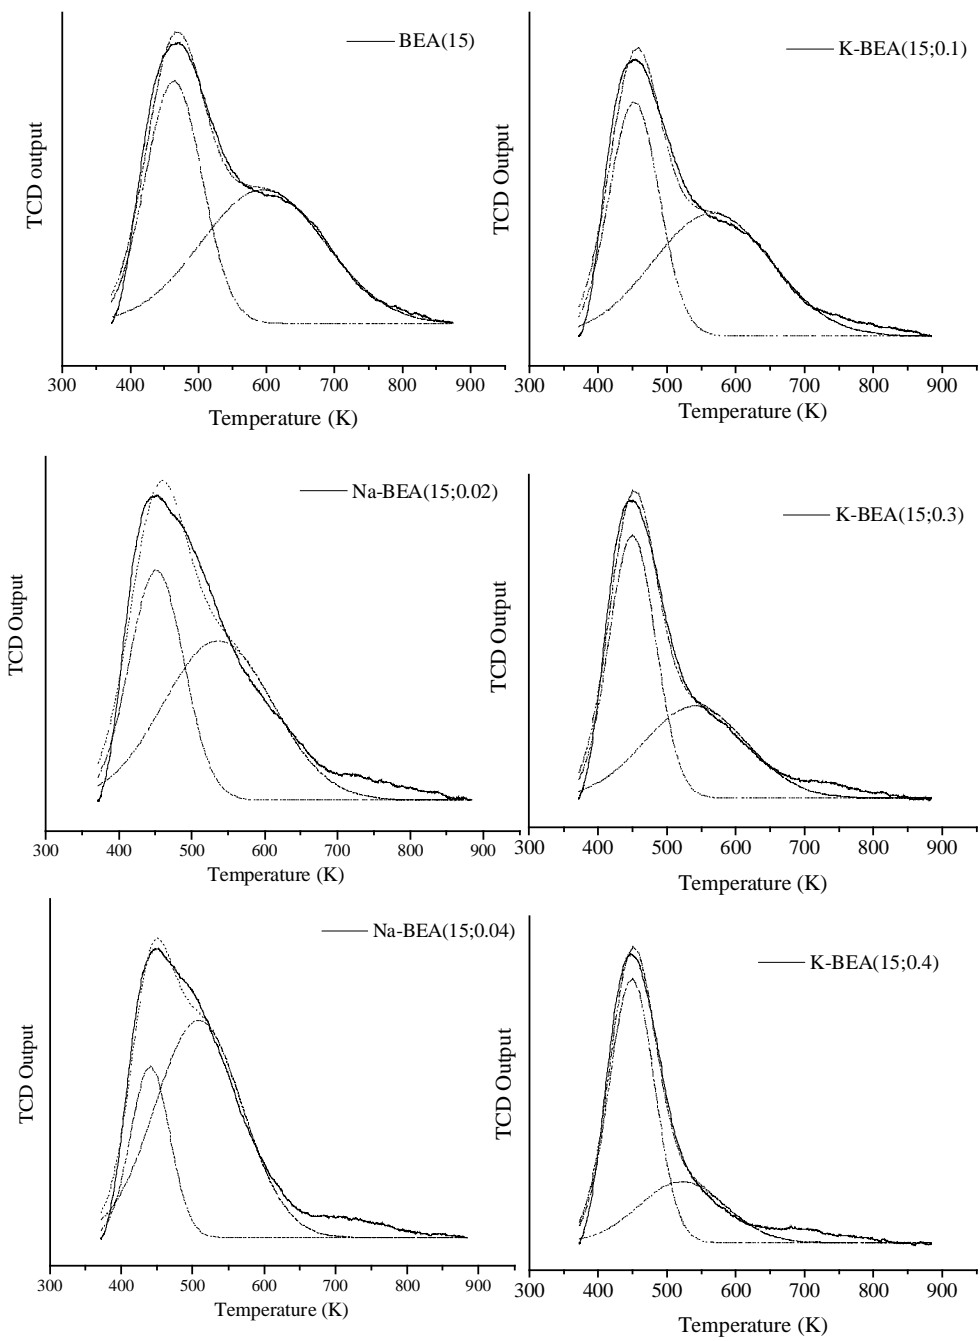 BEA(15)
TCD output
300 400 500 600 700 800 900
Temperature (K)
K-BEA(15;0.1)
TCD Output
300 400 500 600 700 800 900
Temperature (K)
Na-BEA(15;0.02)
TCD Output
300 400 500 600 700 800 900
Temperature (K)
K-BEA(15;0.3)
TCD Output
300 400 500 600 700 800 900
Temperature (K)
Na-BEA(15;0.04)
TCD Output
300 400 500 600 700 800 900
Temperature (K)
K-BEA(15;0.4)
TCD Output
300 400 500 600 700 800 900
Temperature (K)